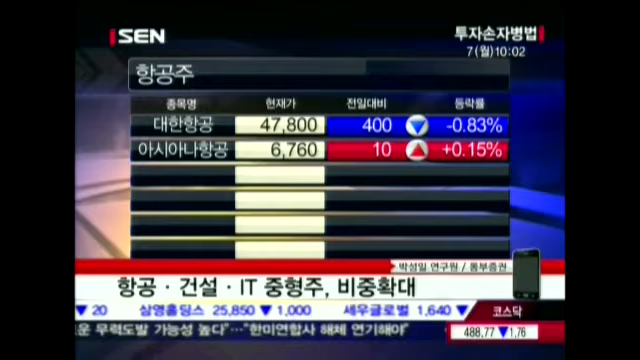 SEN
투자손자병법
7(월)10:02
항공주
종목명 현재가 전일대비 등락률
대한항공 47,800 400 ▼ -0.83%
아시아나항공 6,760 10 ▲ +0.15%
박성일 연구원 / 동부증권
항공·건설·IT 중형주, 비중확대
▼ 20 삼영홀딩스 25,850 ▼ 1,000 세우글로벌 1,640 ▼
코스닥
무력도발 가능성 높다"…"한미연합사 해체 연기해야"
488.77 ▼1.76